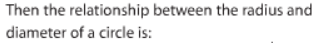 Then the relationship between the radius and
diameter of a circle is: